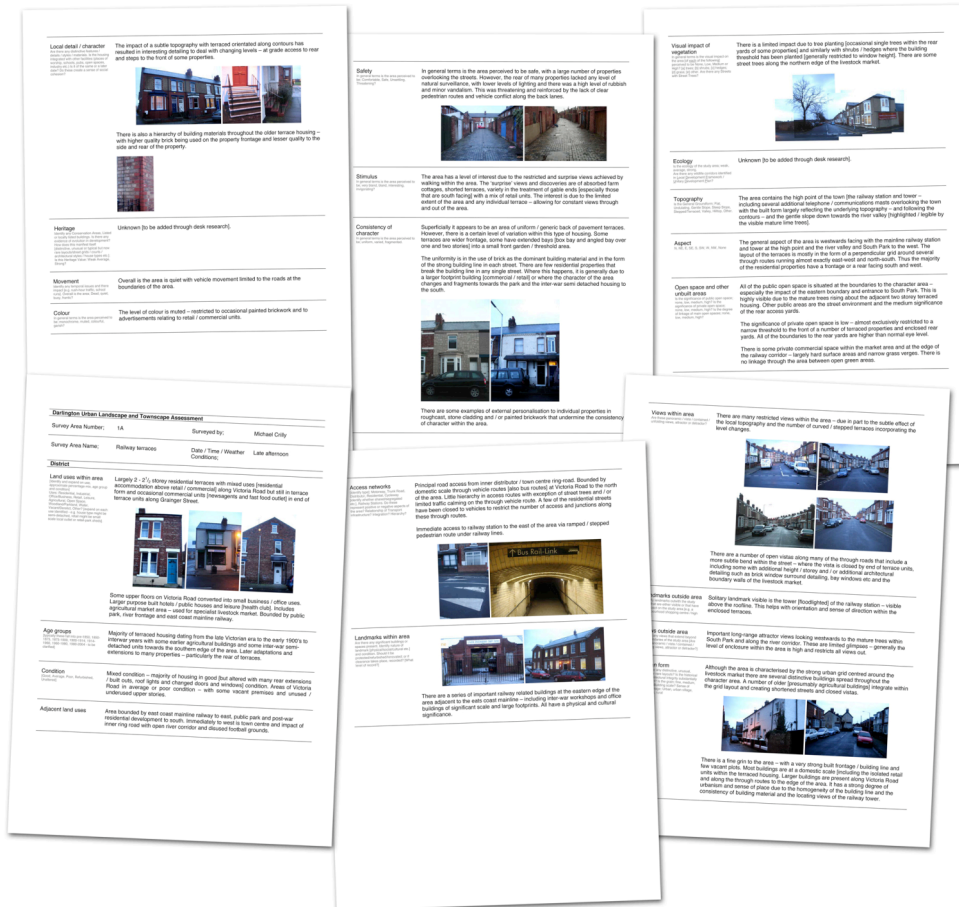 Local detail / character
The impact of a subtle topography with terraced orientated along contours has
resulted in interesting detailing to deal with changing levels – at grade access to rear
and steps to the front of some properties.
There is also a hierarchy of building materials throughout the older terrace housing –
with higher quality brick being used on the property frontage and lesser quality to the
side and rear of the property.
Heritage
Unknown [to be added through desk research].
Movement
Overall is the area is quiet with vehicle movement limited to the roads at the
boundaries of the area.
Colour
The level of colour is muted – restricted to occasional painted brickwork and to
advertisements relating to retail / commercial units.
Safety
In general terms is the area perceived to be safe, with a large number of properties
overlooking the streets. However, the rear of many properties lacked any level of
natural surveillance, with lower levels of lighting and there was a high level of rubbish
and minor vandalism. This was threatening and reinforced by the lack of clear
pedestrian routes and vehicle conflict along the back lanes.
Stimulus
The area has a level of interest due to the restricted and surprise views achieved by
walking within the area. The 'surprise' views and discoveries are of absorbed farm
cottages, shorted terraces, variety in the treatment of gable ends [especially those
that are south facing] with a mix of retail units. The interest is due to the limited
extent of the area and any individual terrace – allowing for constant views through
and out of the area.
Consistency of
character
Superficially it appears to be an area of uniform / generic back of pavement terraces.
However, there is a certain level of variation within this type of housing. Some
terraces are wider frontage, some have extended bays [box bay and angled bay over
one and two stories] into a small front garden / threshold area.
The uniformity is in the use of brick as the dominant building material and in the form
of the strong building line in each street. There are few residential properties that
break the building line in any single street. Where this happens, it is generally due to
a larger footprint building [commercial / retail] or where the character of the area
changes and fragments towards the park and the inter-war semi detached housing to
the south.
There are some examples of external personalisation to individual properties in
roughcast, stone cladding and / or painted brickwork that undermine the consistency
of character within the area.
Visual impact of
vegetation
There is a limited impact due to tree planting [occasional single trees within the rear
yards of some properties] and similarly with shrubs / hedges where the building
threshold has been planted [generally restricted to window height]. There are some
street trees along the northern edge of the livestock market.
Ecology
Unknown [to be added through desk research].
Topography
The area contains the high point of the town [the railway station and tower –
including several additional telephony / communications masts overlooking the town
with the built form largely reflecting the underlying topography – and following the
contours – and the gentle slope down towards the river valley [highlighted / legible by
the visible mature tree lines].
Aspect
The general aspect of the area is westwards facing with the mainline railway station
and tower at the high point and the river valley and South Park to the West. The
layout of the terraces is mostly in the form of a perpendicular grid around several
through routes running almost exactly east-west and north-south. Thus the majority
of the residential properties have a frontage or a rear facing south and west.
Open space and other
unbuilt areas
All of the public open space is situated at the boundaries to the character area –
especially the impact of the eastern boundary and entrance to South Park. This is
highly visible due to the mature trees rising about the adjacent two storey terraced
housing. Other public areas are the street environment and the medium significance
of the rear access yards.
The significance of private open space is low – almost exclusively restricted to a
narrow threshold to the front of a number of terraced properties and enclosed rear
yards. All of the boundaries to the rear yards are higher than normal eye level.
There is some private commercial space within the market area and at the edge of
the railway corridor – largely hard surface areas and narrow grass verges. There is
no linkage through the area between open green areas.
Darlington Urban Landscape and Townscape Assessment
Survey Area Number: 1A Surveyed by: Michael Crilly
Survey Area Name: Railway terraces Date / Time / Weather Late afternoon
Conditions;
District
Land uses within area
Largely 2 - 2 1/2 storey residential terraces with mixed uses [residential
accommodation above retail / commercial] along Victoria Road but still in terrace
form and occasional commercial units [newsagents and fast food outlets] in end of
terrace units along Grainger Street.
Some upper floors on Victoria Road converted into small business / office uses.
Larger purpose built hotels / public houses and leisure [health club]. Includes
agricultural market area – used for specialist livestock market. Bounded by public
park, river frontage and east coast mainline railway.
Age groups
Majority of terraced housing dating from the late Victorian era to the early 1900's to
interwar years with some earlier agricultural buildings and some inter-war semi-
detached units towards the southern edge of the area. Later adaptations and
extensions to many properties – particularly the rear of terraces.
Condition
Mixed condition – majority of housing in good [but altered with many rear extensions
/ built outs, roof lights and changed doors and windows] condition. Areas of Victoria
Road in average or poor condition – with some vacant premises and unused /
underused upper stories.
Adjacent land uses
Area bounded by east coast mainline railway to east, public park and post-war
residential development to south. Immediately to west is town centre and impact of
inner ring road with open river corridor and disused football grounds.
Access networks
Principal road access from inner distributor / town centre ring-road. Bounded by
domestic scale through vehicle routes [also bus routes] at Victoria Road to the north
of the area. Little hierarchy in access routes with exception of street trees and / or
limited traffic calming on the through vehicle route. A few of the residential streets
have been closed to vehicles to restrict the number of access and junctions along
these through routes.
Immediate access to railway station to the east of the area via ramped / stepped
pedestrian route under railway lines.
Bus Rail-Link
Landmarks within area
There are a series of important railway related buildings at the eastern edge of the
area adjacent to the east coast mainline – including inter-war workshops and office
buildings of significant scale and large footprints. All have a physical and cultural
significance.
Views within area
There are many restricted views within the area – due in part to the subtle effect of
the local topography and the number of curved / stepped terraces incorporating the
level changes.
There are a number of open vistas along many of the through roads that include a
more subtle bend within the street – where the vista is closed by end of terrace units,
including some with additional height / storey and / or additional architectural
detailing such as brick window surround detailing, bay windows etc and the
boundary walls of the livestock market.
dmarks outside area
Solitary landmark visible is the tower [floodlighted] of the railway station – visible
above the roofline. This helps with orientation and sense of direction within the
enclosed terraces.
s outside area
Important long-range attractor views looking westwards to the mature trees within
South Park and along the river corridor. These are limited glimpses – generally the
level of enclosure within the area is high and restricts all views out.
n form
Although the area is characterised by the strong urban grid centred around the
livestock market there are several distinctive buildings spread throughout the
character area. A number of older [presumably agricultural buildings] integrate within
the grid layout and creating shortened streets and closed vistas.
There is a fine grin to the area – with a very strong built frontage / building line and
few vacant plots. Most buildings are at a domestic scale [including the isolated retail
units within the terraced housing. Larger buildings are present along Victoria Road
and along the through routes to the edge of the area. It has a strong degree of
urbanism and sense of place due to the homogeneity of the building line and the
consistency of building material and the locating views of the railway tower.